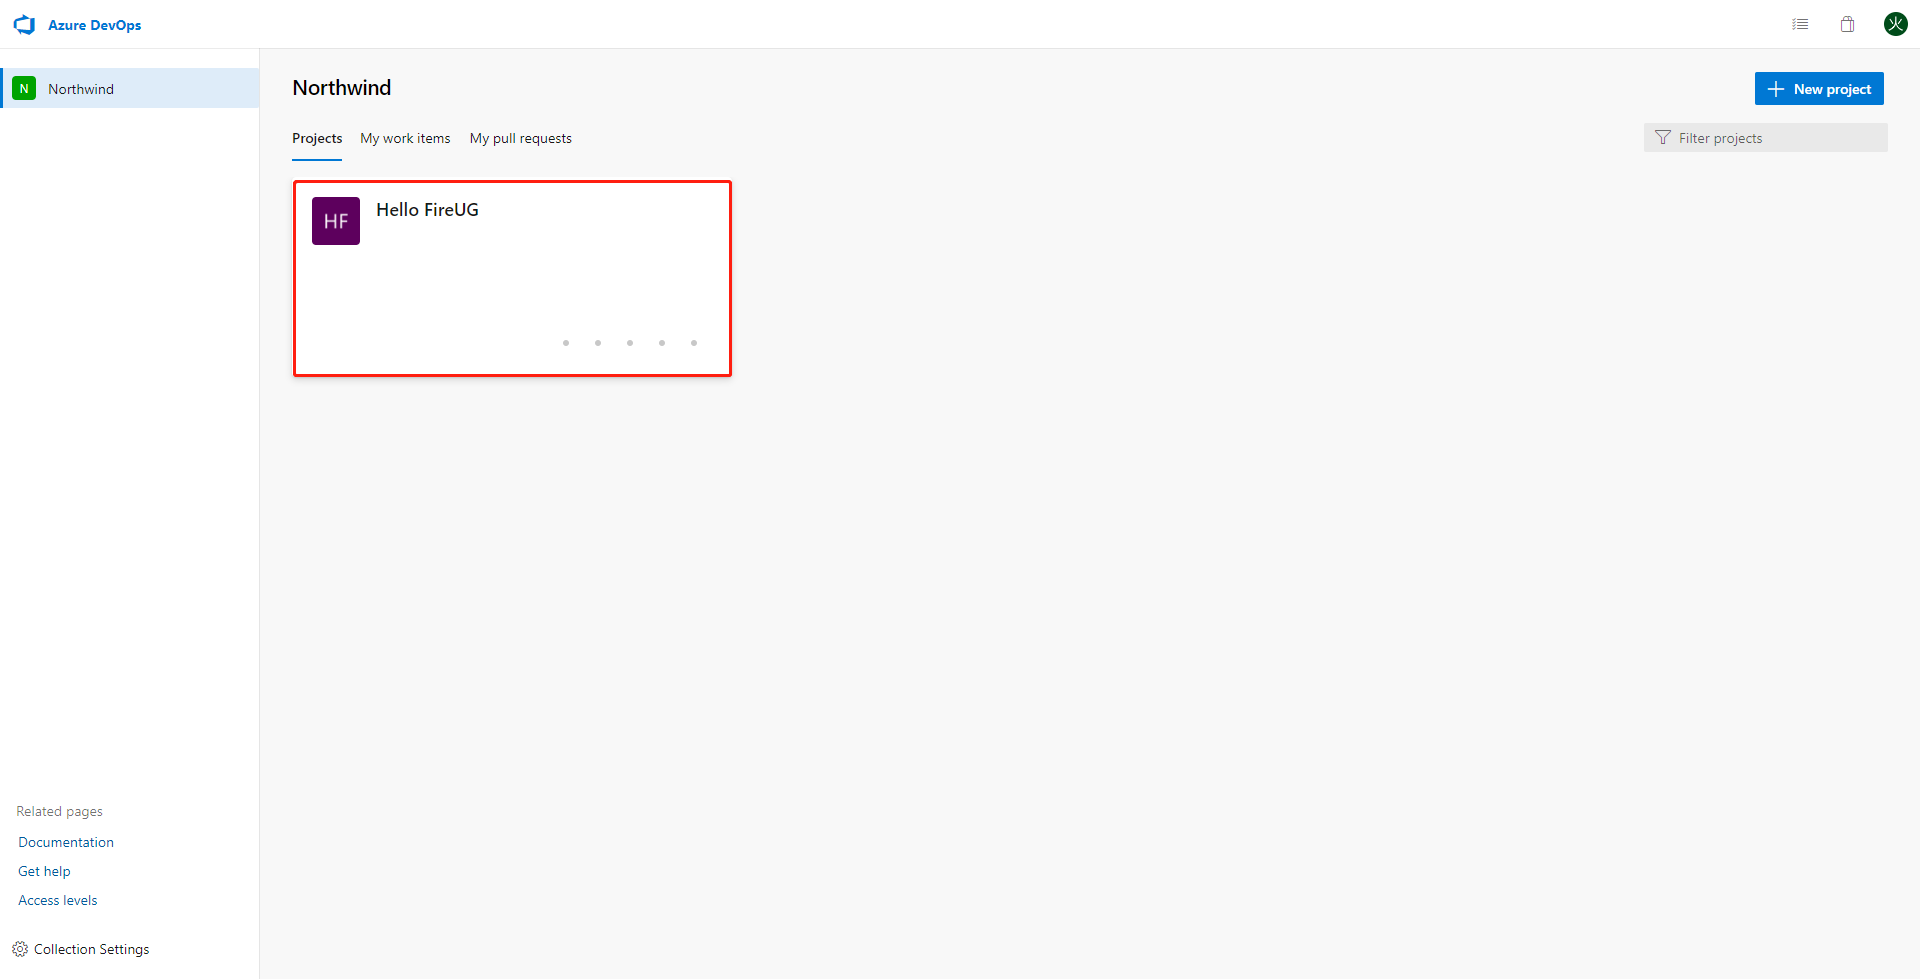 Azure DevOps
火
N Northwind
Northwind
New project
Projects My work items My pull requests
Filter projects
HF Hello FireUG
Related pages
Documentation
Get help
Access levels
Collection Settings